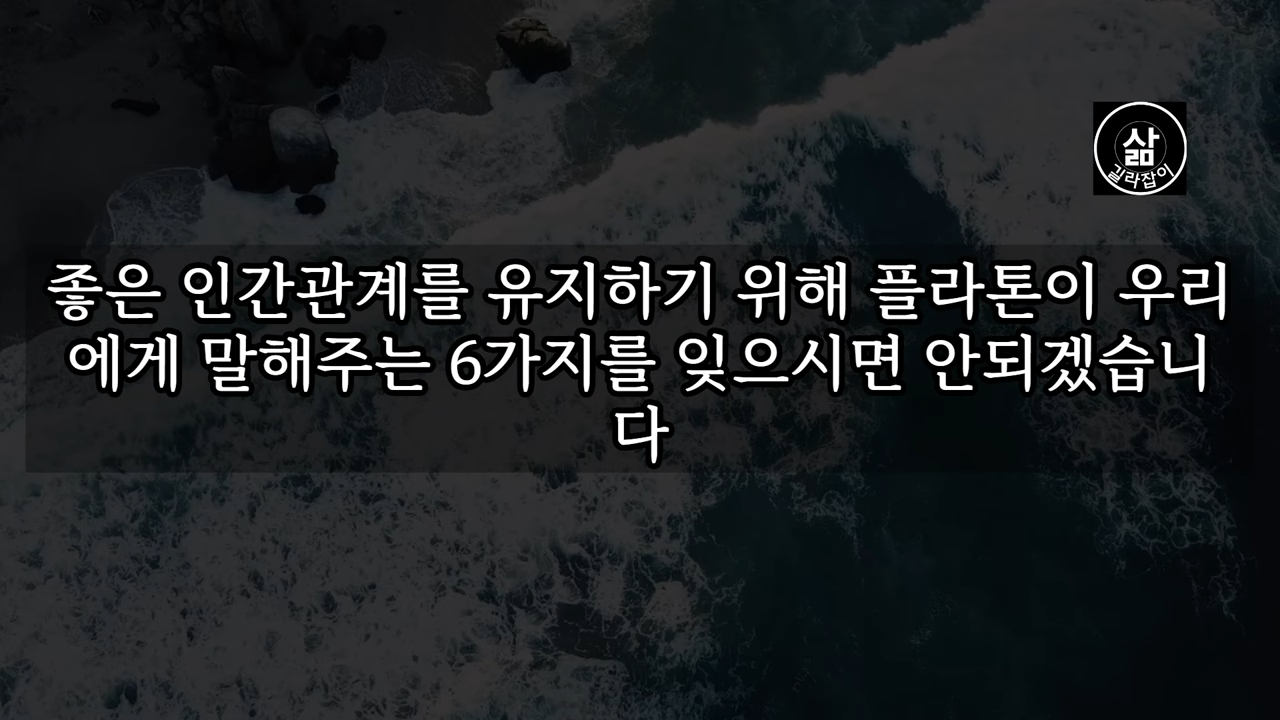 삶
길라잡이
좋은 인간관계를 유지하기 위해 플라톤이 우리
에게 말해주는 6가지를 잊으시면 안되겠습니
다